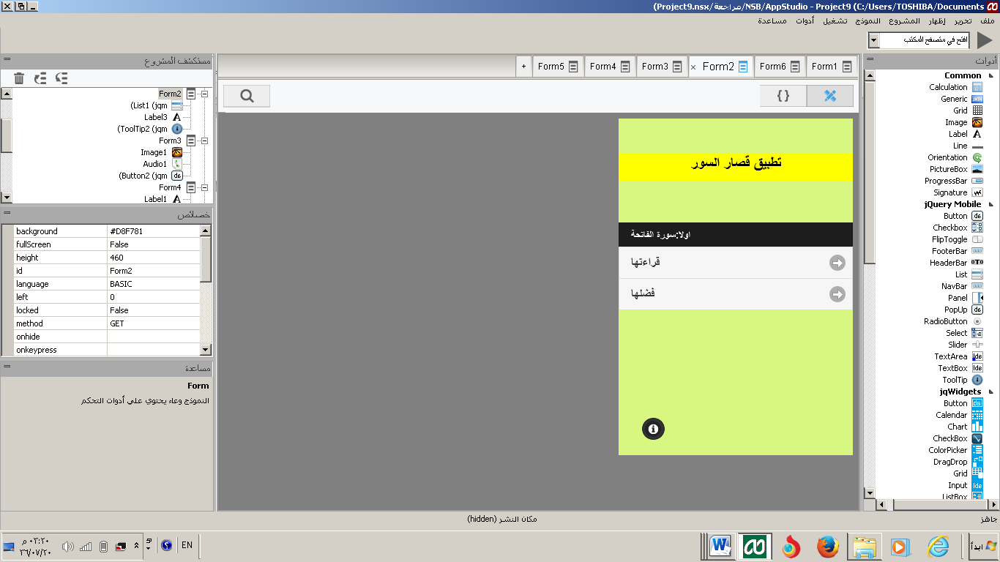 NSB/AppStudio - Project9 (C:/Users/TOSHIBA/Documents/مراجعة/Project9.nsx)
ملف تحرير إظهار المشروع النموذج تشغيل أدوات مساعدة
افتح في متصفح المكتب
أدوات
Common
Calculation
Generic
Grid
Image
Label
Line
Orientation
PictureBox
ProgressBar
Signature
jQuery Mobile
Button
Checkbox
FlipToggle
FooterBar
HeaderBar
List
NavBar
Panel
PopUp
RadioButton
Select
Slider
TextArea
TextBox
ToolTip
jqWidgets
Button
Calendar
Chart
CheckBox
ColorPicker
DragDrop
Grid
Input
ListBox
Form1
Form6
Form2 ×
Form3
Form4
Form5
+
{ }
تطبيق قصار السور
اولا:سورة الفاتحة
قراءتها
فضلها
مستكشف المشروع
Form2
List1 (jqm)
Label3
ToolTip2 (jqm)
Form3
Image1
Audio1
Button2 (jqm)
Form4
Label1
خصائص
background #D8F781
fullScreen False
height 460
id Form2
language BASIC
left 0
locked False
method GET
onhide
onkeypress
مساعدة
Form
النموذج وعاء يحتوي على أدوات التحكم
جاهز
مكان النشر (hidden)
ابدأ
EN
٠٢:٢٠ م
٣٦/٠٧/٢٠